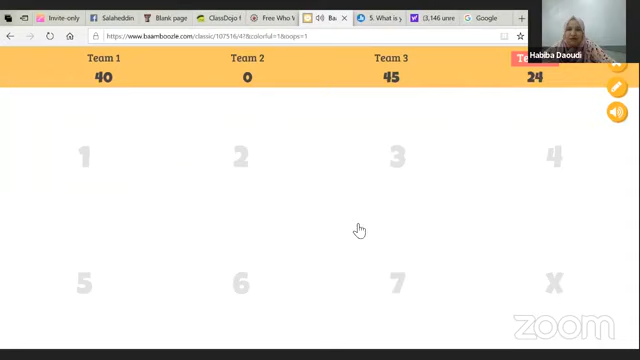 Invite-only
Salaheddin
Blank page
ClassDojo f
Free Who W
Ba
5. What is y
(3,146 unre
Google
https://www.baamboozle.com/classic/107516/4?&colorful=1&oops=1
Habiba Daoudi
Team 1 Team 2 Team 3 Te
40 0 45 24
1 2 3 4
5 6 7 X
zoom